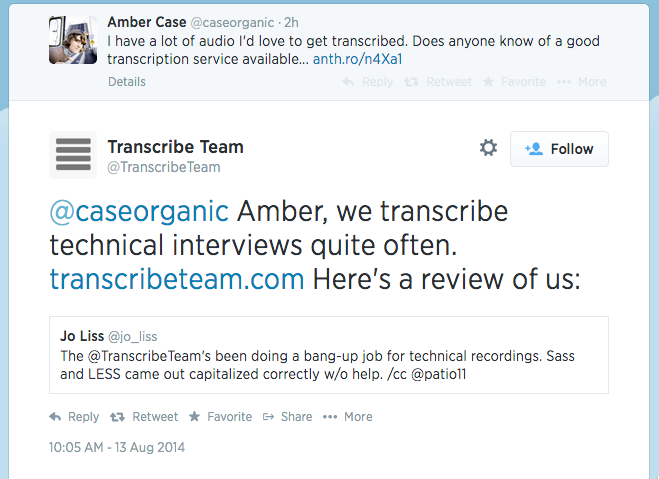 Amber Case @caseorganic · 2h
I have a lot of audio I'd love to get transcribed. Does anyone know of a good
transcription service available... anth.ro/n4Xa1
Details Reply Retweet Favorite More
Transcribe Team
@TranscribeTeam
Follow
@caseorganic Amber, we transcribe
technical interviews quite often.
transcribeteam.com Here's a review of us:
Jo Liss @jo_liss
The @TranscribeTeam's been doing a bang-up job for technical recordings. Sass
and LESS came out capitalized correctly w/o help. /cc @patio11
Reply Retweet Favorite Share More
10:05 AM - 13 Aug 2014